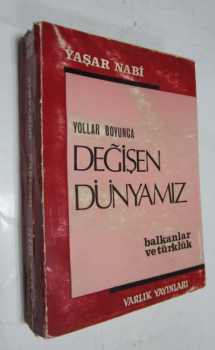 YAŞAR NABİ
YOLLAR BOYUNCA
DEĞİŞEN
DÜNYAMIZ
balkanlar
ve türklük
VARLIK YAYINLARI